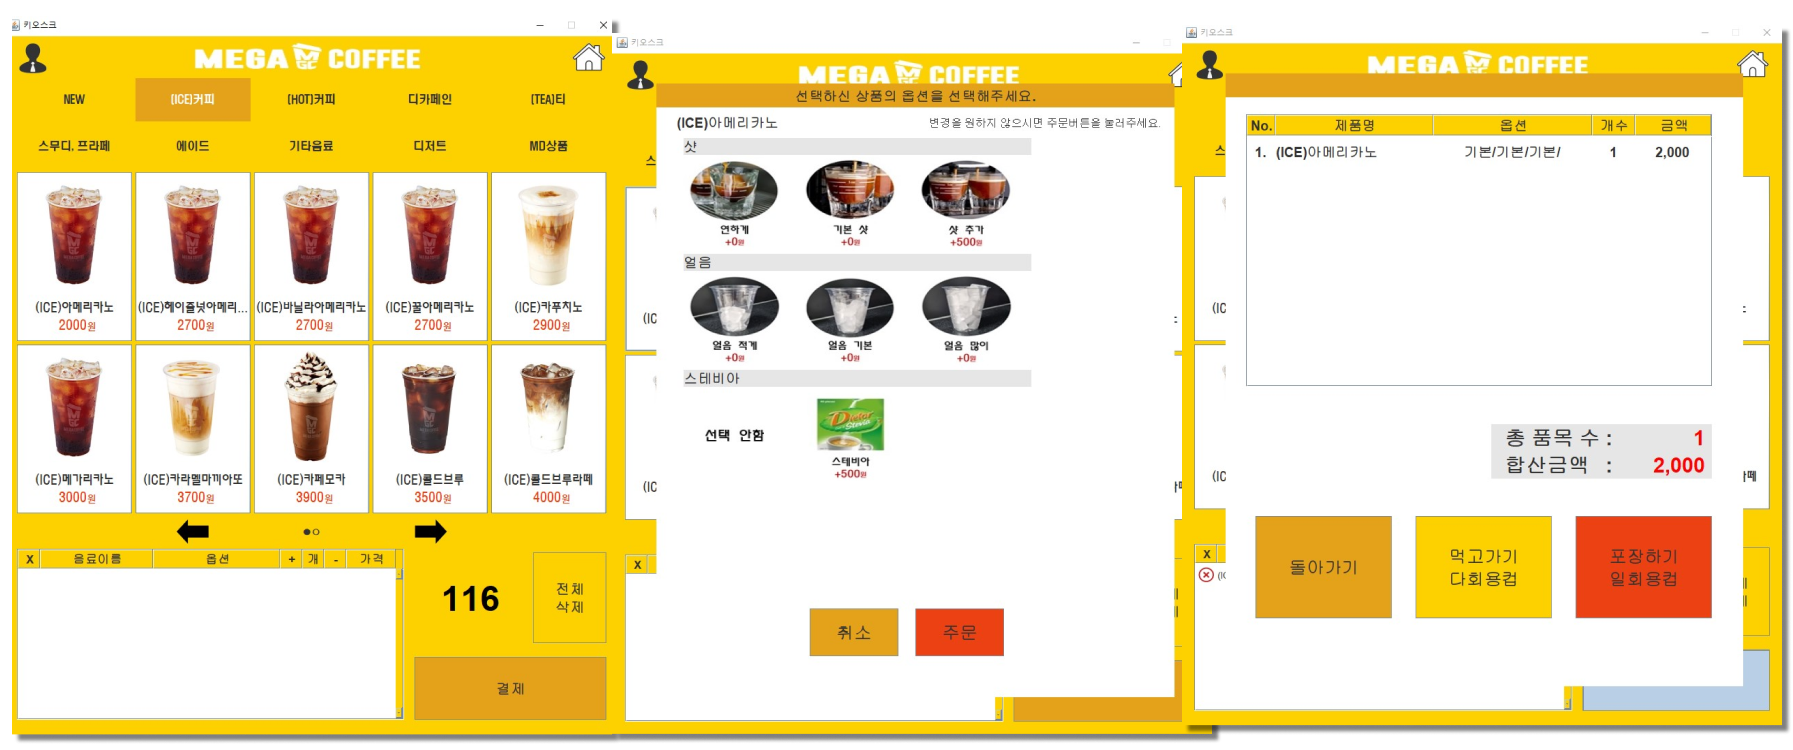 키오스크
MEGA MGC COFFEE
NEW
(ICE)커피
(HOT)커피
디카페인
(TEA)티
스무디, 프라페
에이드
기타음료
디저트
MD상품
(ICE)아메리카노
2000원
(ICE)헤이즐넛아메리...
2700원
(ICE)바닐라아메리카노
2700원
(ICE)꿀아메리카노
2700원
(ICE)카푸치노
2900원
(ICE)메가리카노
3000원
(ICE)카라멜마끼아또
3700원
(ICE)카페모카
3900원
(ICE)콜드브루
3500원
(ICE)콜드브루라떼
4000원
X 음료이름 옵션 + 개 - 가격
116
전체
삭제
결제
키오스크
MEGA MGC COFFEE
선택하신 상품의 옵션을 선택해주세요.
(ICE)아메리카노
변경을 원하지 않으시면 주문버튼을 눌러주세요.
샷
연하게
+0원
기본 샷
+0원
샷 추가
+500원
얼음
얼음 적게
+0원
얼음 기본
+0원
얼음 많이
+0원
스테비아
선택 안함
Stevia
스테비아
+500원
취소
주문
스
(IC
(IC
X
키오스크
MEGA MGC COFFEE
No. 제품명 옵션 개수 금액
1. (ICE)아메리카노 기본/기본/기본/ 1 2,000
총 품목 수 : 1
합산금액 : 2,000
돌아가기
먹고가기
다회용컵
포장하기
일회용컵
스
(IC
(IC
X